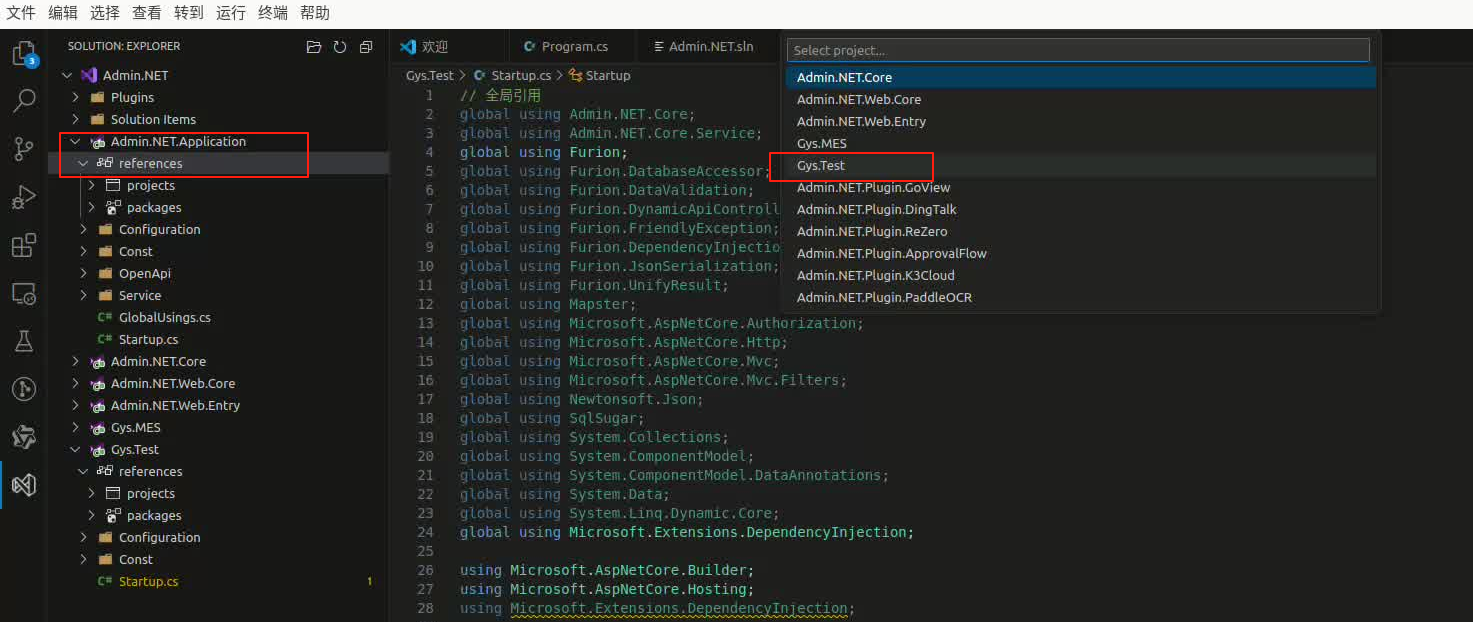 文件 编辑 选择 查看 转到 运行 终端 帮助
3
SOLUTION: EXPLORER
Admin.NET
Plugins
Solution Items
Admin.NET.Application
references
projects
packages
Configuration
Const
OpenApi
Service
C# GlobalUsings.cs
C# Startup.cs
Admin.NET.Core
Admin.NET.Web.Core
Admin.NET.Web.Entry
Gys.MES
Gys.Test
references
projects
packages
Configuration
Const
C# Startup.cs 1
欢迎 Program.cs Admin.NET.sln
Gys.Test > Startup.cs > Startup
1 // 全局引用
2 global using Admin.NET.Core;
3 global using Admin.NET.Core.Service;
4 global using Furion;
5 global using Furion.DatabaseAccessor;
6 global using Furion.DataValidation;
7 global using Furion.DynamicApiControll
8 global using Furion.FriendlyException;
9 global using Furion.DependencyInjectio
10 global using Furion.JsonSerialization;
11 global using Furion.UnifyResult;
12 global using Mapster;
13 global using Microsoft.AspNetCore.Authorization;
14 global using Microsoft.AspNetCore.Http;
15 global using Microsoft.AspNetCore.Mvc;
16 global using Microsoft.AspNetCore.Mvc.Filters;
17 global using Newtonsoft.Json;
18 global using SqlSugar;
19 global using System.Collections;
20 global using System.ComponentModel;
21 global using System.ComponentModel.DataAnnotations;
22 global using System.Data;
23 global using System.Linq.Dynamic.Core;
24 global using Microsoft.Extensions.DependencyInjection;
25
26 using Microsoft.AspNetCore.Builder;
27 using Microsoft.AspNetCore.Hosting;
28 using Microsoft.Extensions.DependencyInjection;
Select project...
Admin.NET.Core
Admin.NET.Web.Core
Admin.NET.Web.Entry
Gys.MES
Gys.Test
Admin.NET.Plugin.GoView
Admin.NET.Plugin.DingTalk
Admin.NET.Plugin.ReZero
Admin.NET.Plugin.ApprovalFlow
Admin.NET.Plugin.K3Cloud
Admin.NET.Plugin.PaddleOCR